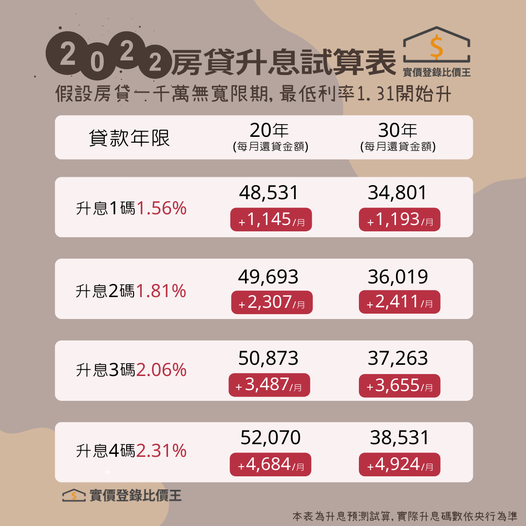 2022房貸升息試算表
實價登錄比價王
假設房貸一千萬無寬限期,最低利率1.31開始升
貸款年限 20年 30年
(每月還貸金額) (每月還貸金額)
升息1碼1.56% 48,531 34,801
+1,145/月 +1,193/月
升息2碼1.81% 49,693 36,019
+2,307/月 +2,411/月
升息3碼2.06% 50,873 37,263
+3,487/月 +3,655/月
升息4碼2.31% 52,070 38,531
+4,684/月 +4,924/月
實價登錄比價王
本表為升息預測試算,實際升息碼數依央行為準